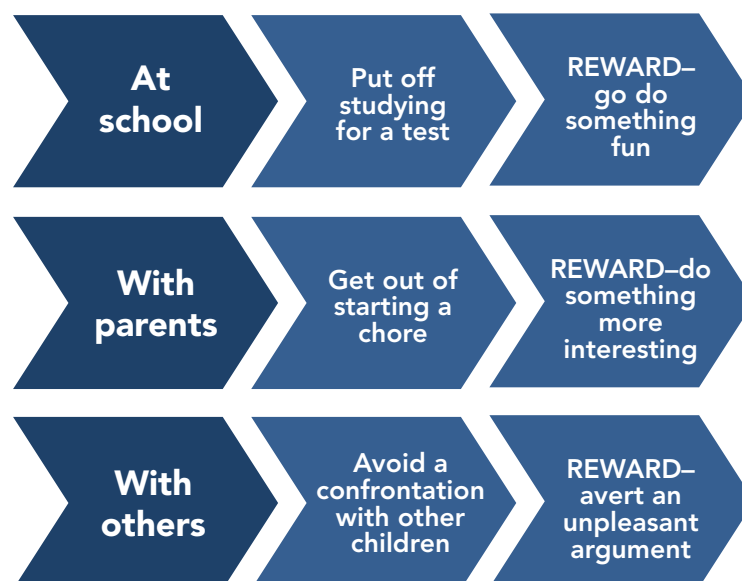 At
school
Put off
studying
for a test
REWARD–
go do
something
fun
With
parents
Get out of
starting a
chore
REWARD–do
something
more
interesting
With
others
Avoid a
confrontation
with other
children
REWARD–
avert an
unpleasant
argument